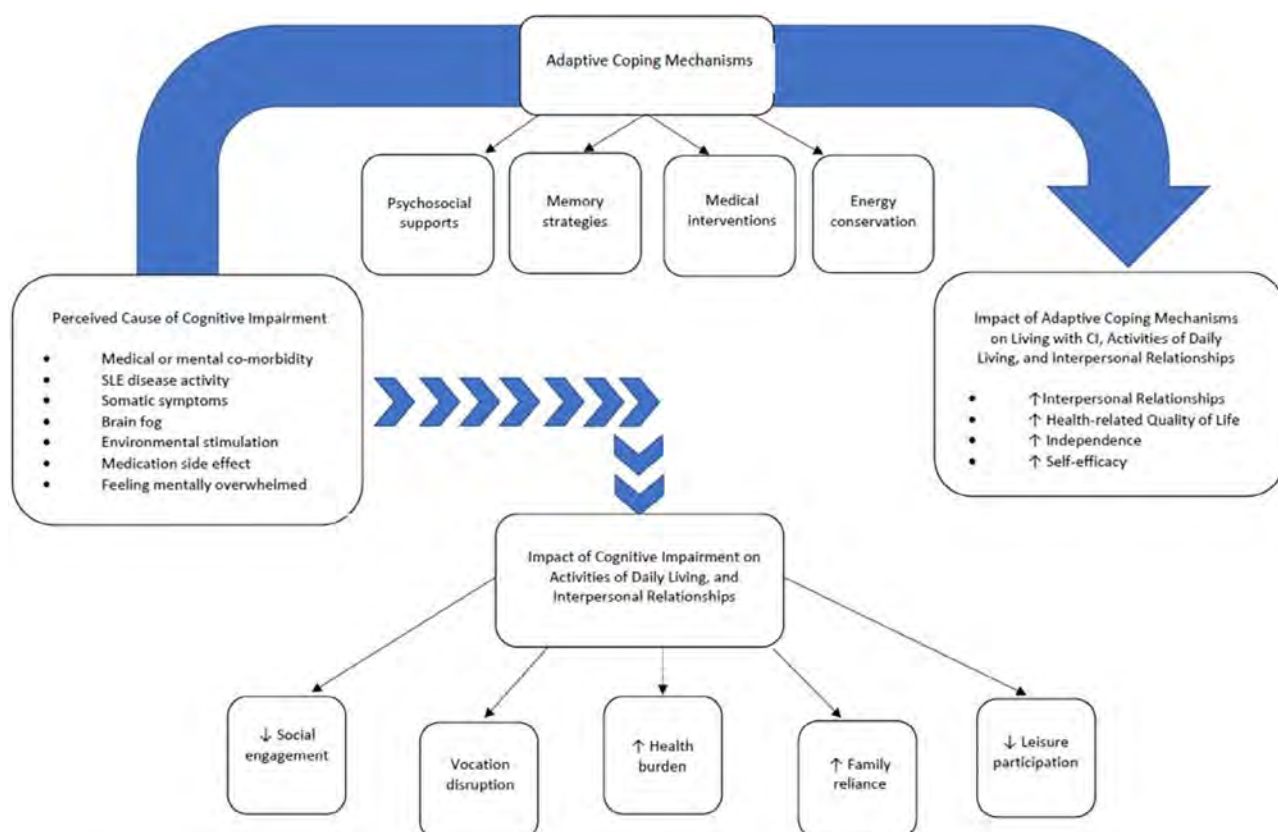 Adaptive Coping Mechanisms
Psychosocial
supports
Memory
strategies
Medical
interventions
Energy
conservation
Perceived Cause of Cognitive Impairment
• Medical or mental co-morbidity
• SLE disease activity
• Somatic symptoms
• Brain fog
• Environmental stimulation
• Medication side effect
• Feeling mentally overwhelmed
Impact of Adaptive Coping Mechanisms
on Living with CI, Activities of Daily
Living, and Interpersonal Relationships
• ↑Interpersonal Relationships
• ↑ Health-related Quality of Life
• ↑ Independence
• ↑ Self-efficacy
Impact of Cognitive Impairment on
Activities of Daily Living, and
Interpersonal Relationships
↓ Social
engagement
Vocation
disruption
↑ Health
burden
↑ Family
reliance
↓ Leisure
participation